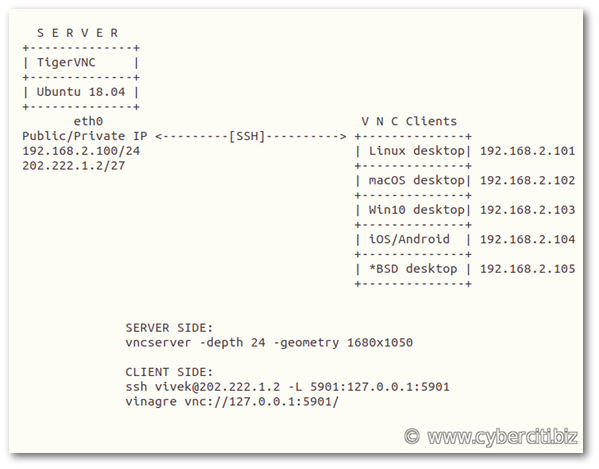 S E R V E R
+--------------+
| TigerVNC     |
+--------------+
| Ubuntu 18.04 |
+--------------+
eth0
V N C Clients
Public/Private IP <---------[SSH]----------> +--------------+
192.168.2.100/24
| Linux desktop| 192.168.2.101
202.222.1.2/27
+--------------+
| macOS desktop| 192.168.2.102
+--------------+
| Win10 desktop| 192.168.2.103
+--------------+
| iOS/Android  | 192.168.2.104
+--------------+
| *BSD desktop | 192.168.2.105
+--------------+
SERVER SIDE:
vncserver -depth 24 -geometry 1680x1050
CLIENT SIDE:
ssh vivek@202.222.1.2 -L 5901:127.0.0.1:5901
vinagre vnc://127.0.0.1:5901/
© www.cyberciti.biz